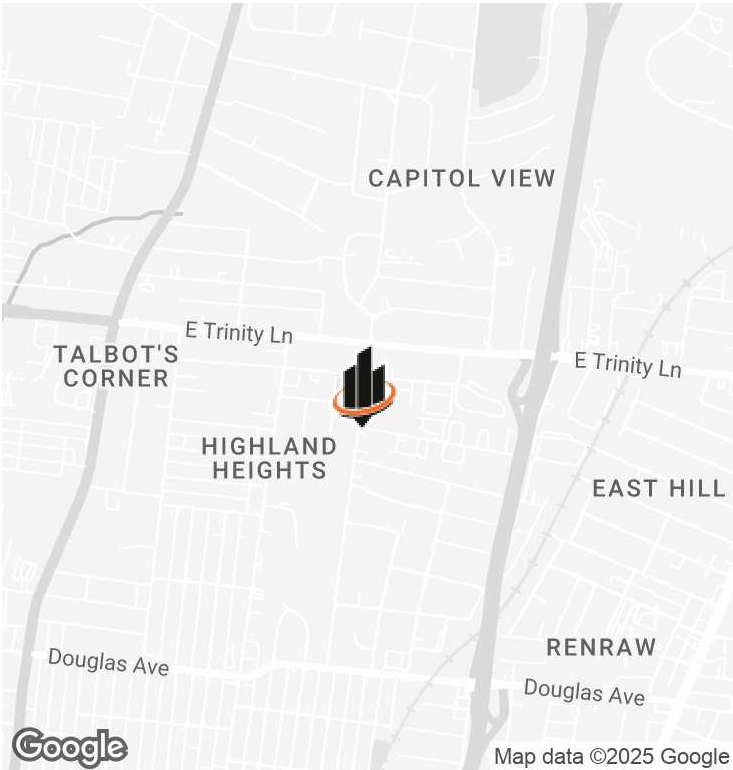 CAPITOL VIEW
E Trinity Ln
TALBOT'S
CORNER
E Trinity Ln
HIGHLAND
HEIGHTS
EAST HILL
RENRAW
Douglas Ave
Douglas Ave
Google
Map data ©2025 Google